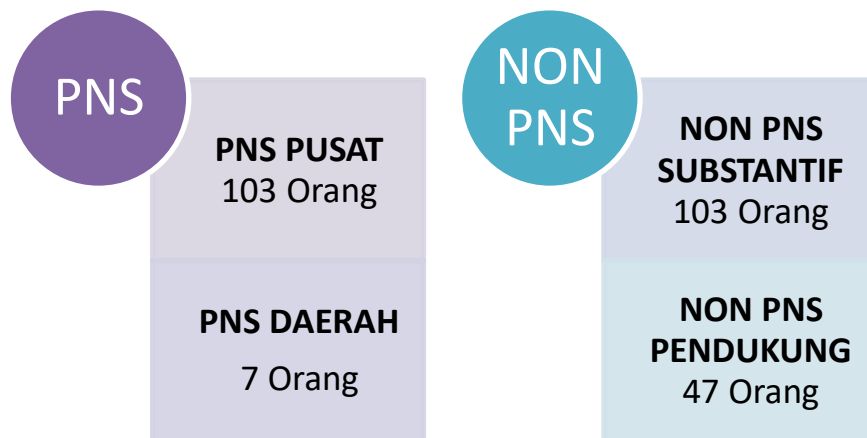 PNS
PNS PUSAT
103 Orang
PNS DAERAH
7 Orang
NON
PNS
NON PNS
SUBSTANTIF
103 Orang
NON PNS
PENDUKUNG
47 Orang